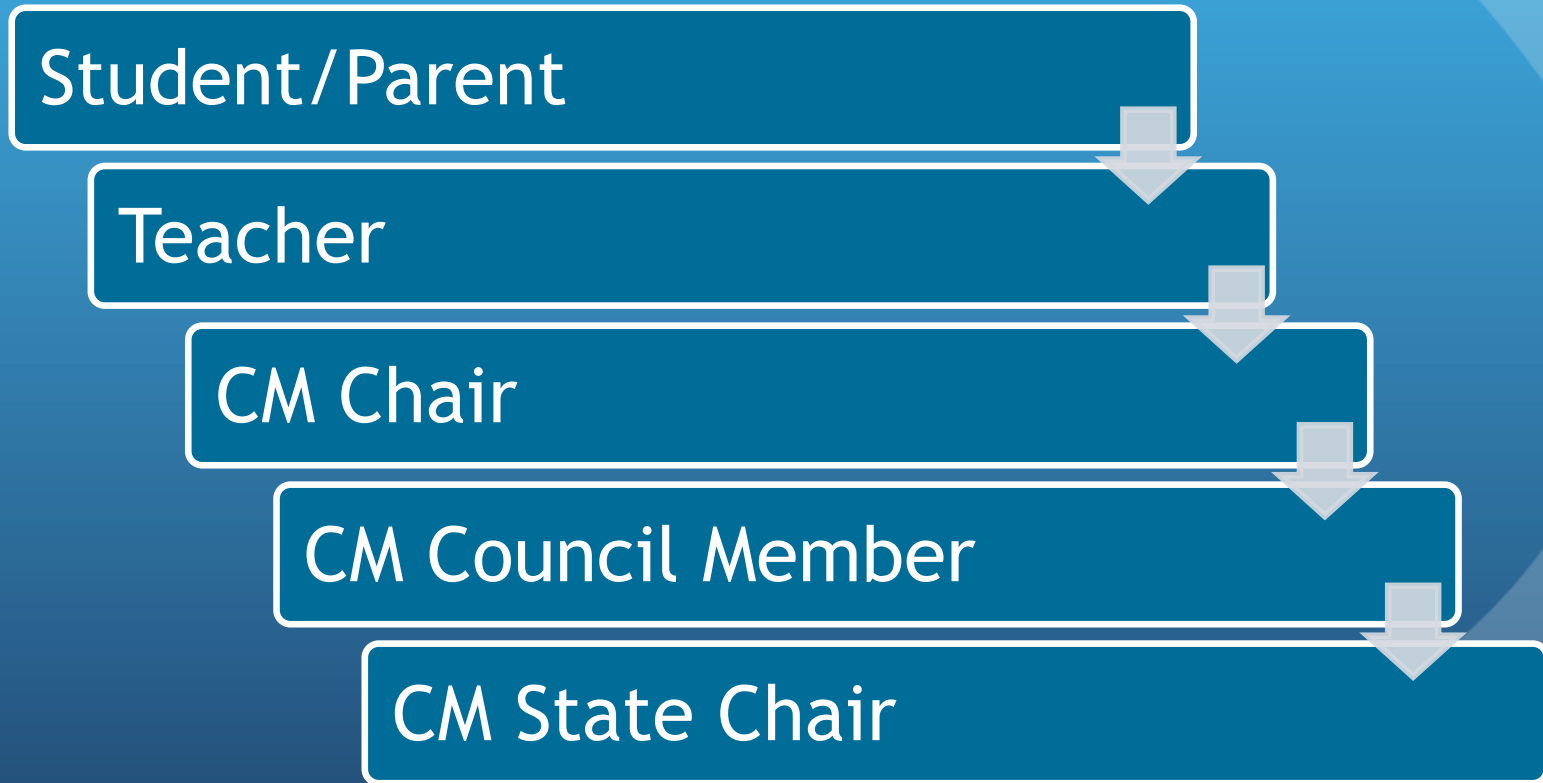 Student/Parent
Teacher
CM Chair
CM Council Member
CM State Chair